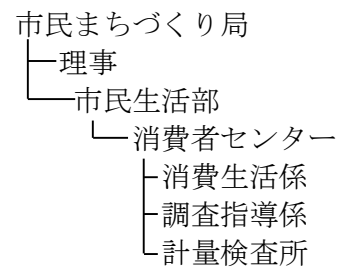 市民まちづくり局
理事
市民生活部
消費者センター
消費生活係
調査指導係
計量検査所